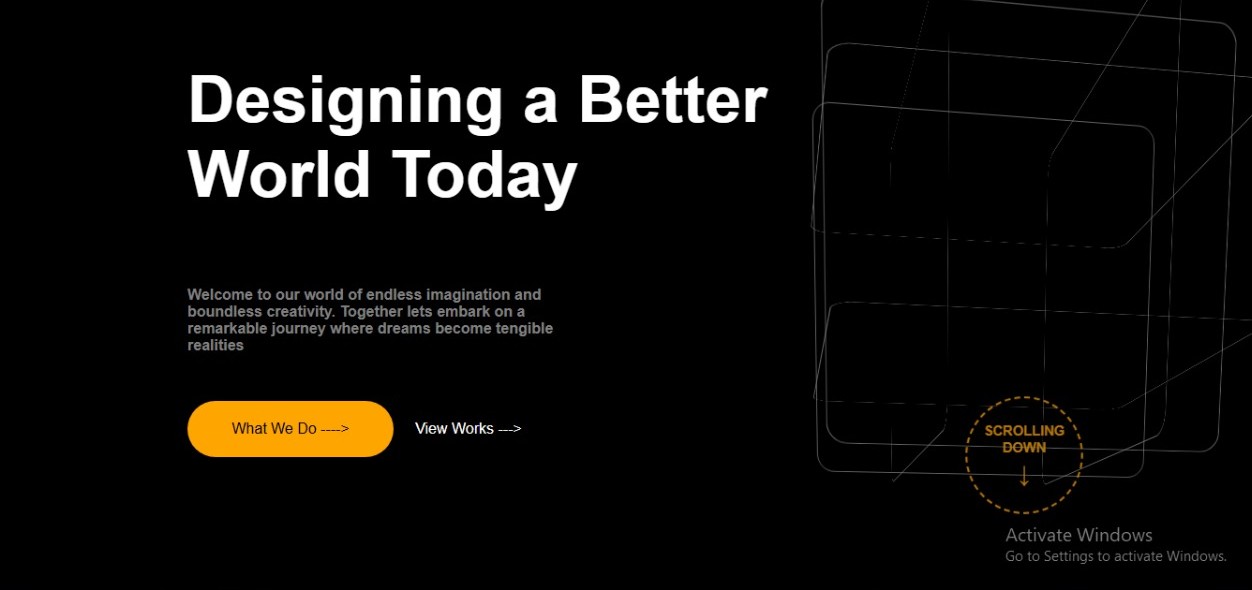 Designing a Better
World Today
Welcome to our world of endless imagination and
boundless creativity. Together lets embark on a
remarkable journey where dreams become tengible
realities
What We Do ---->
View Works --->
SCROLLING
DOWN
↓
Activate Windows
Go to Settings to activate Windows.